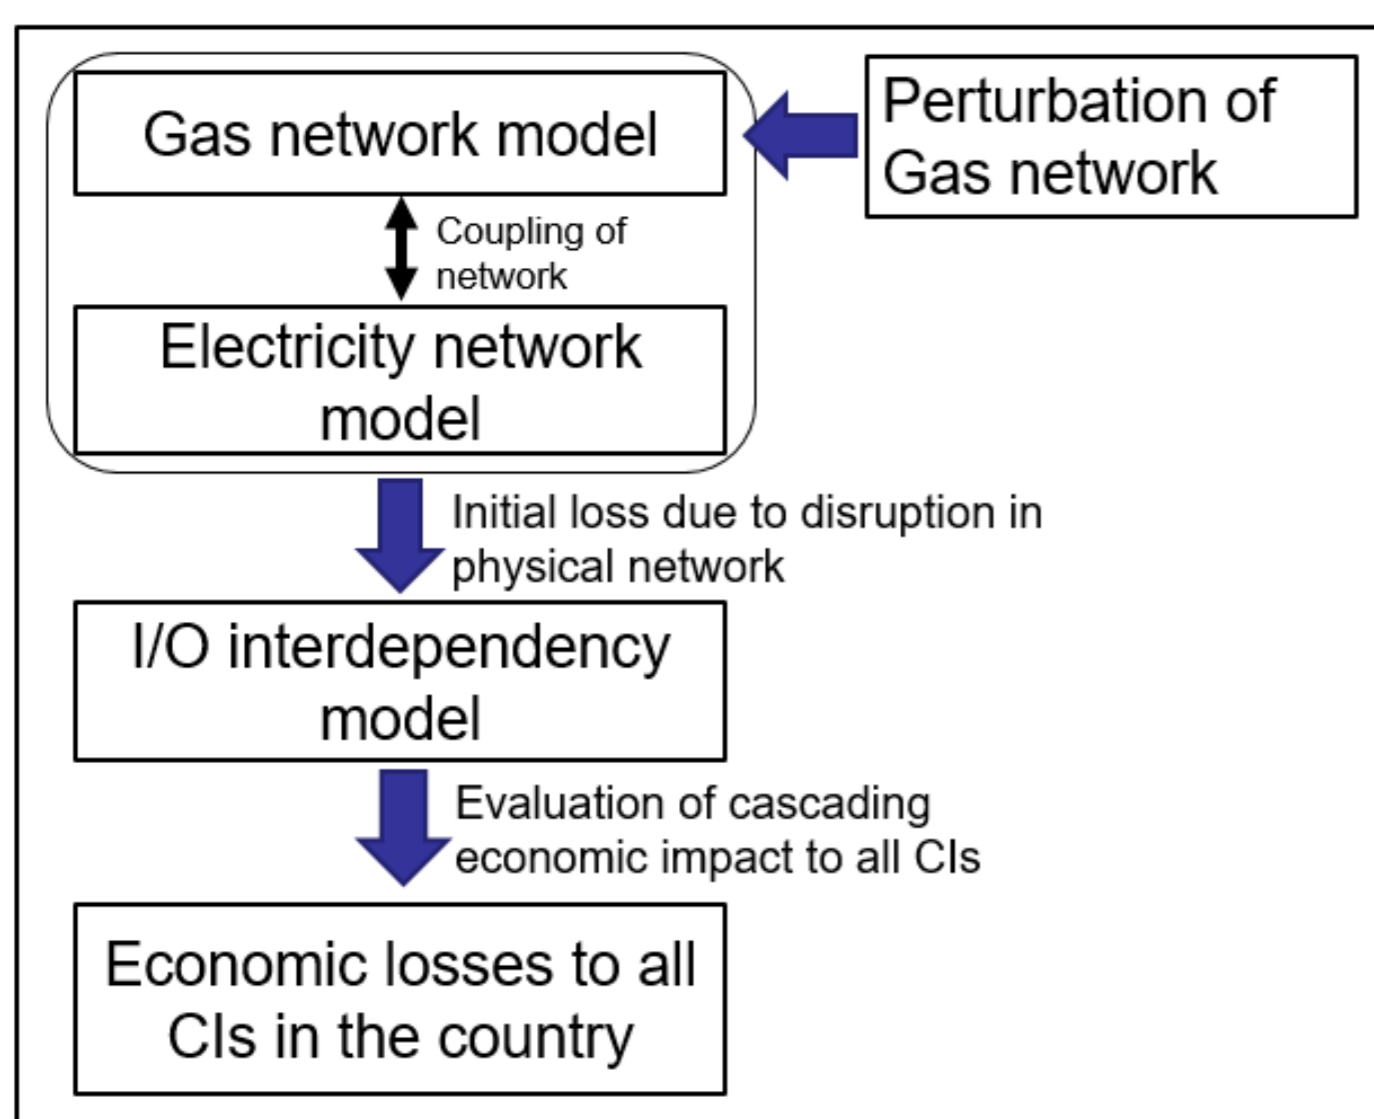 Gas network model
Perturbation of
Gas network
Coupling of
network
Electricity network
model
Initial loss due to disruption in
physical network
I/O interdependency
model
Evaluation of cascading
economic impact to all CIs
Economic losses to all
CIs in the country